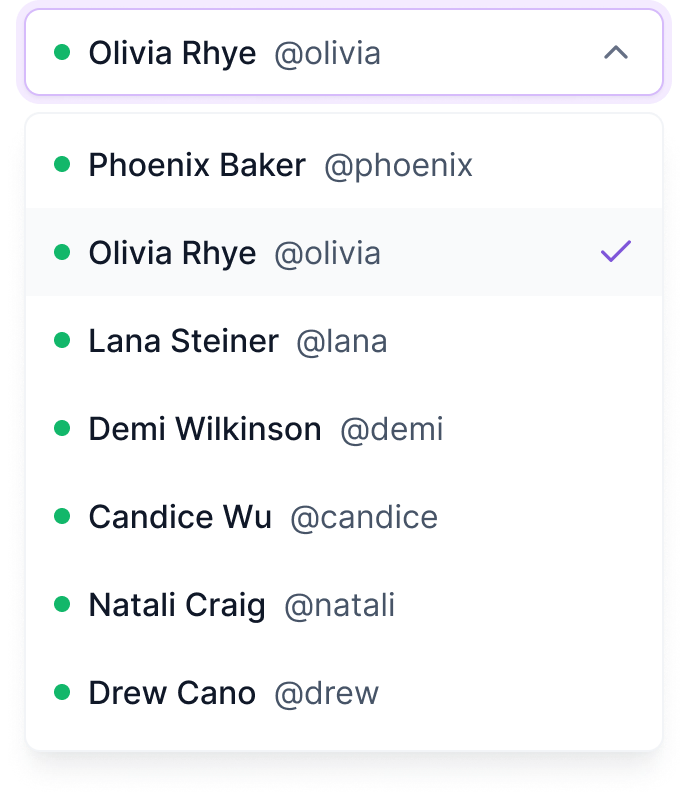 Olivia Rhye @olivia
Phoenix Baker @phoenix
Olivia Rhye @olivia
Lana Steiner @lana
Demi Wilkinson @demi
Candice Wu @candice
Natali Craig @natali
Drew Cano @drew